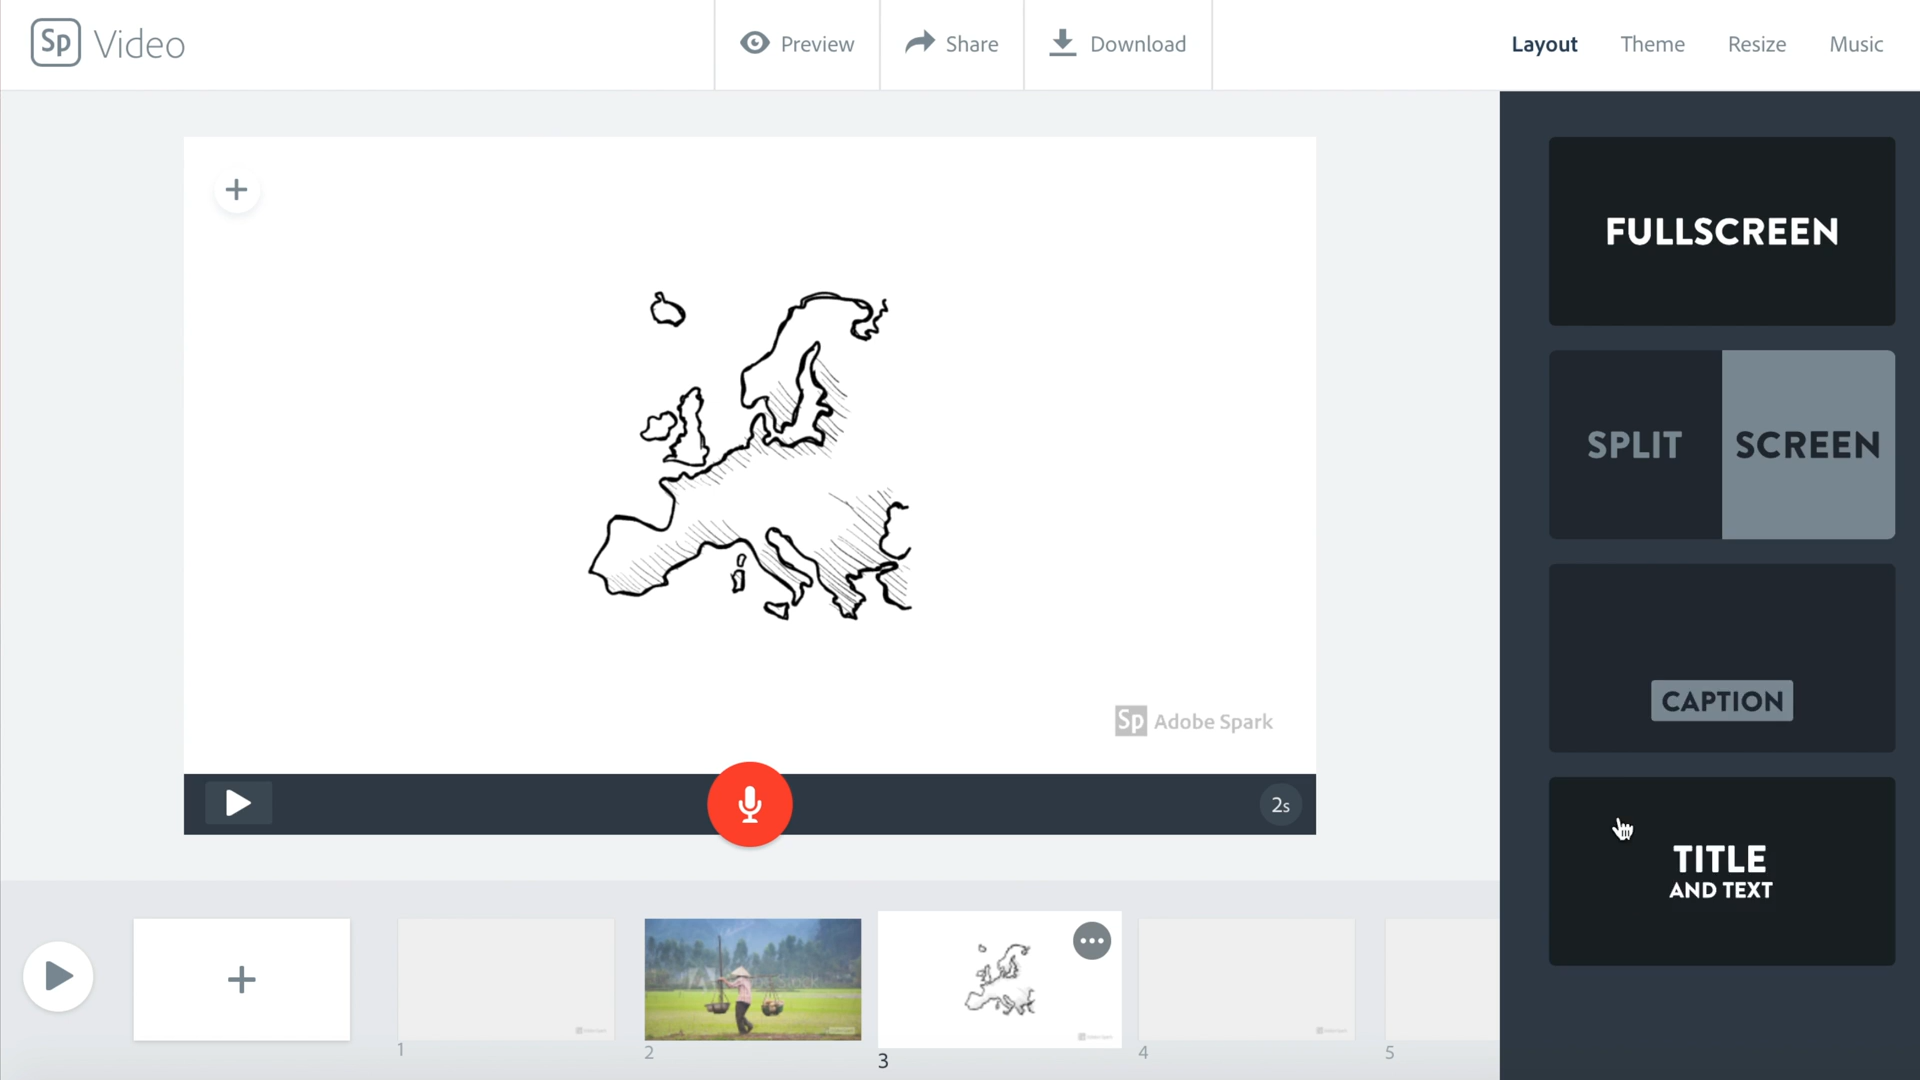 Sp Video
Preview
Share
Download
Layout
Theme
Resize
Music
FULLSCREEN
SPLIT SCREEN
CAPTION
TITLE
AND TEXT
Sp Adobe Spark
2s
1
2
3
4
5